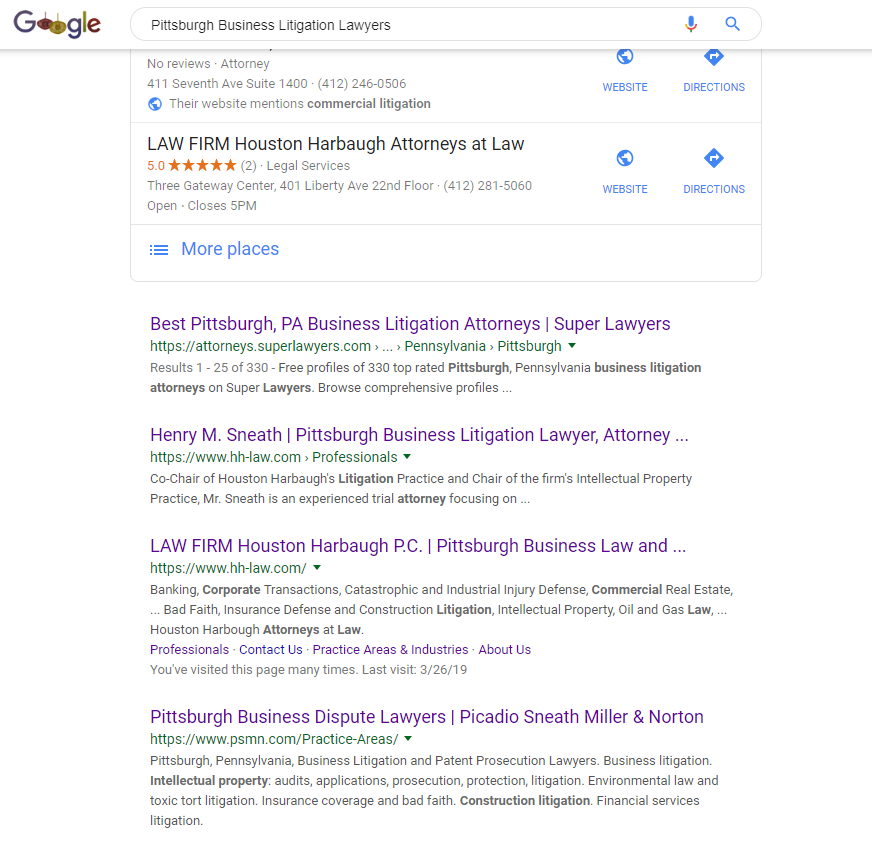 Google
Pittsburgh Business Litigation Lawyers
No reviews · Attorney
411 Seventh Ave Suite 1400 · (412) 246-0506
Their website mentions commercial litigation
WEBSITE
DIRECTIONS
LAW FIRM Houston Harbaugh Attorneys at Law
5.0 ★★★★★ (2) · Legal Services
Three Gateway Center, 401 Liberty Ave 22nd Floor · (412) 281-5060
Open · Closes 5PM
WEBSITE
DIRECTIONS
More places
Best Pittsburgh, PA Business Litigation Attorneys | Super Lawyers
https://attorneys.superlawyers.com › ... › Pennsylvania › Pittsburgh ▼
Results 1 - 25 of 330 - Free profiles of 330 top rated Pittsburgh, Pennsylvania business litigation
attorneys on Super Lawyers. Browse comprehensive profiles ...
Henry M. Sneath | Pittsburgh Business Litigation Lawyer, Attorney ...
https://www.hh-law.com › Professionals ▼
Co-Chair of Houston Harbaugh's Litigation Practice and Chair of the firm's Intellectual Property
Practice, Mr. Sneath is an experienced trial attorney focusing on ...
LAW FIRM Houston Harbaugh P.C. | Pittsburgh Business Law and ...
https://www.hh-law.com/ ▼
Banking, Corporate Transactions, Catastrophic and Industrial Injury Defense, Commercial Real Estate,
... Bad Faith, Insurance Defense and Construction Litigation, Intellectual Property, Oil and Gas Law, ...
Houston Harbough Attorneys at Law.
Professionals · Contact Us · Practice Areas & Industries · About Us
You've visited this page many times. Last visit: 3/26/19
Pittsburgh Business Dispute Lawyers | Picadio Sneath Miller & Norton
https://www.psmn.com/Practice-Areas/ ▼
Pittsburgh, Pennsylvania, Business Litigation and Patent Prosecution Lawyers. Business litigation.
Intellectual property: audits, applications, prosecution, protection, litigation. Environmental law and
toxic tort litigation. Insurance coverage and bad faith. Construction litigation. Financial services
litigation.